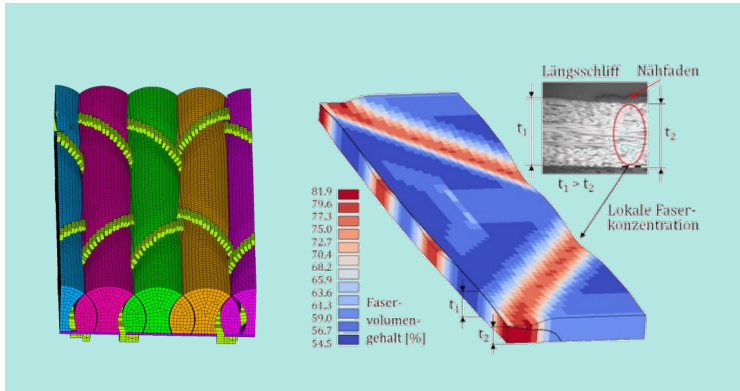 Längsschliff
Nähfaden
t1
t2
t1 > t2
Lokale Faser-
konzentration
81.9
79.6
77.3
75.0
72.7
70.4
68.2
65.9
63.6
61.3
59.0
56.7
54.5
Faser-
volumen-
gehalt [%]
t1
t2